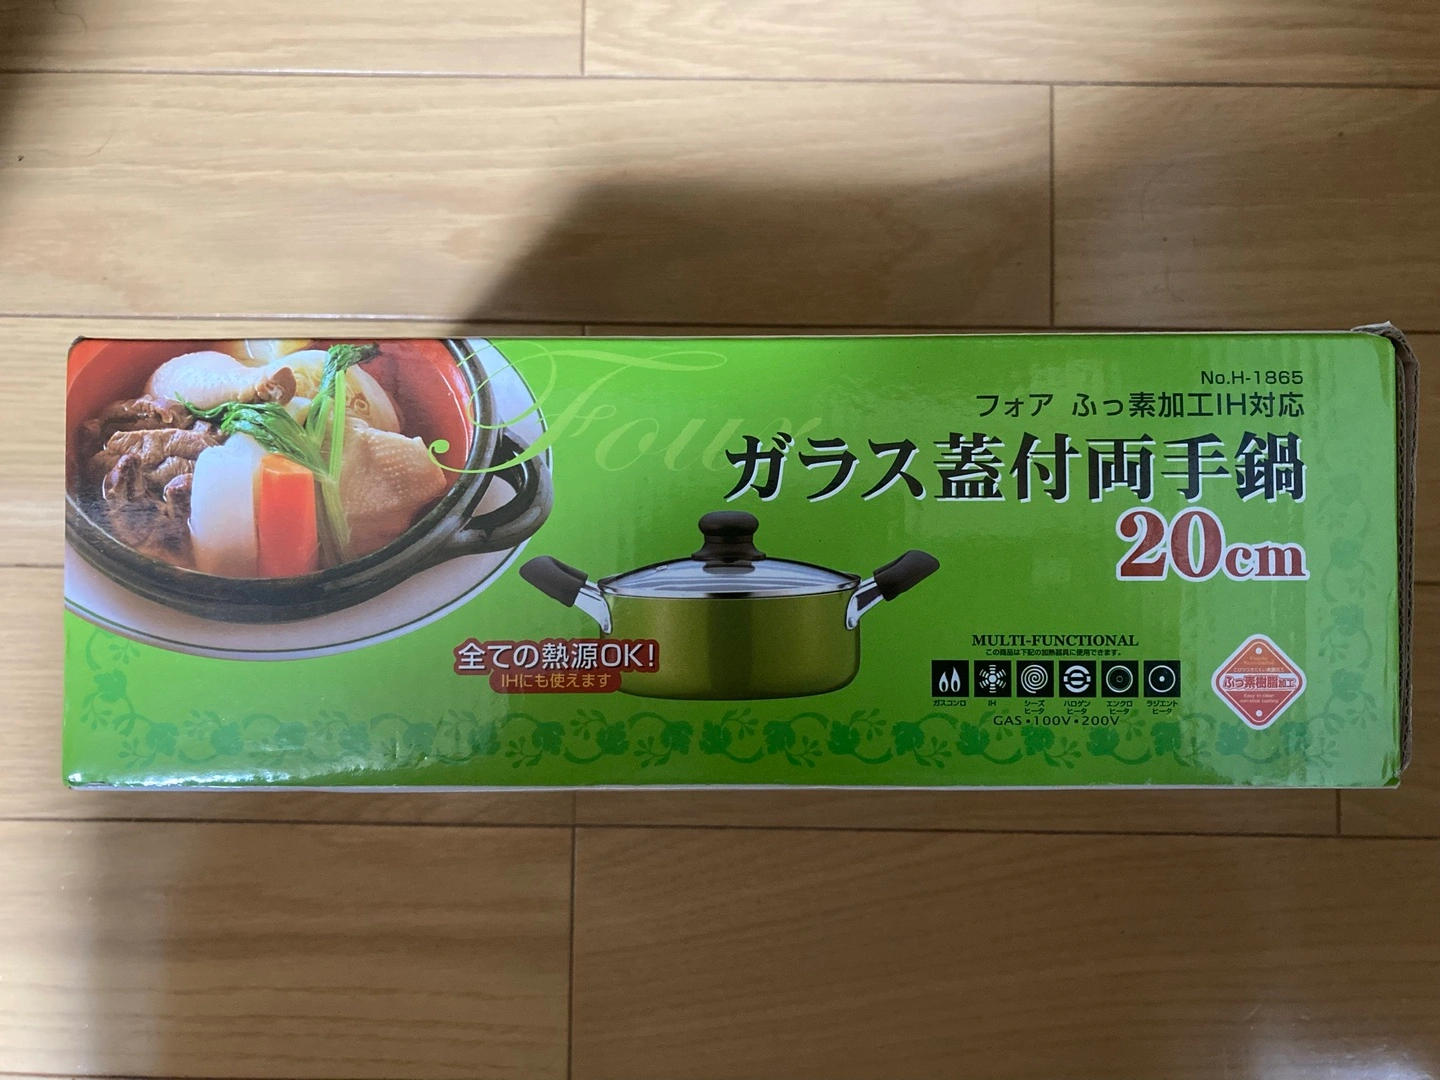 Four
No.H-1865
フォア ふっ素加工IH対応
ガラス蓋付両手鍋
20cm
全ての熱源OK!
IHにも使えます
MULTI-FUNCTIONAL
この商品は下記の加熱器具に使用できます。
ガスコンロ
IH
シーズ
ヒータ
ハロゲン
ヒータ
エンクロ
ヒータ
ラジエント
ヒータ
GAS・100V・200V
ふっ素樹脂加工